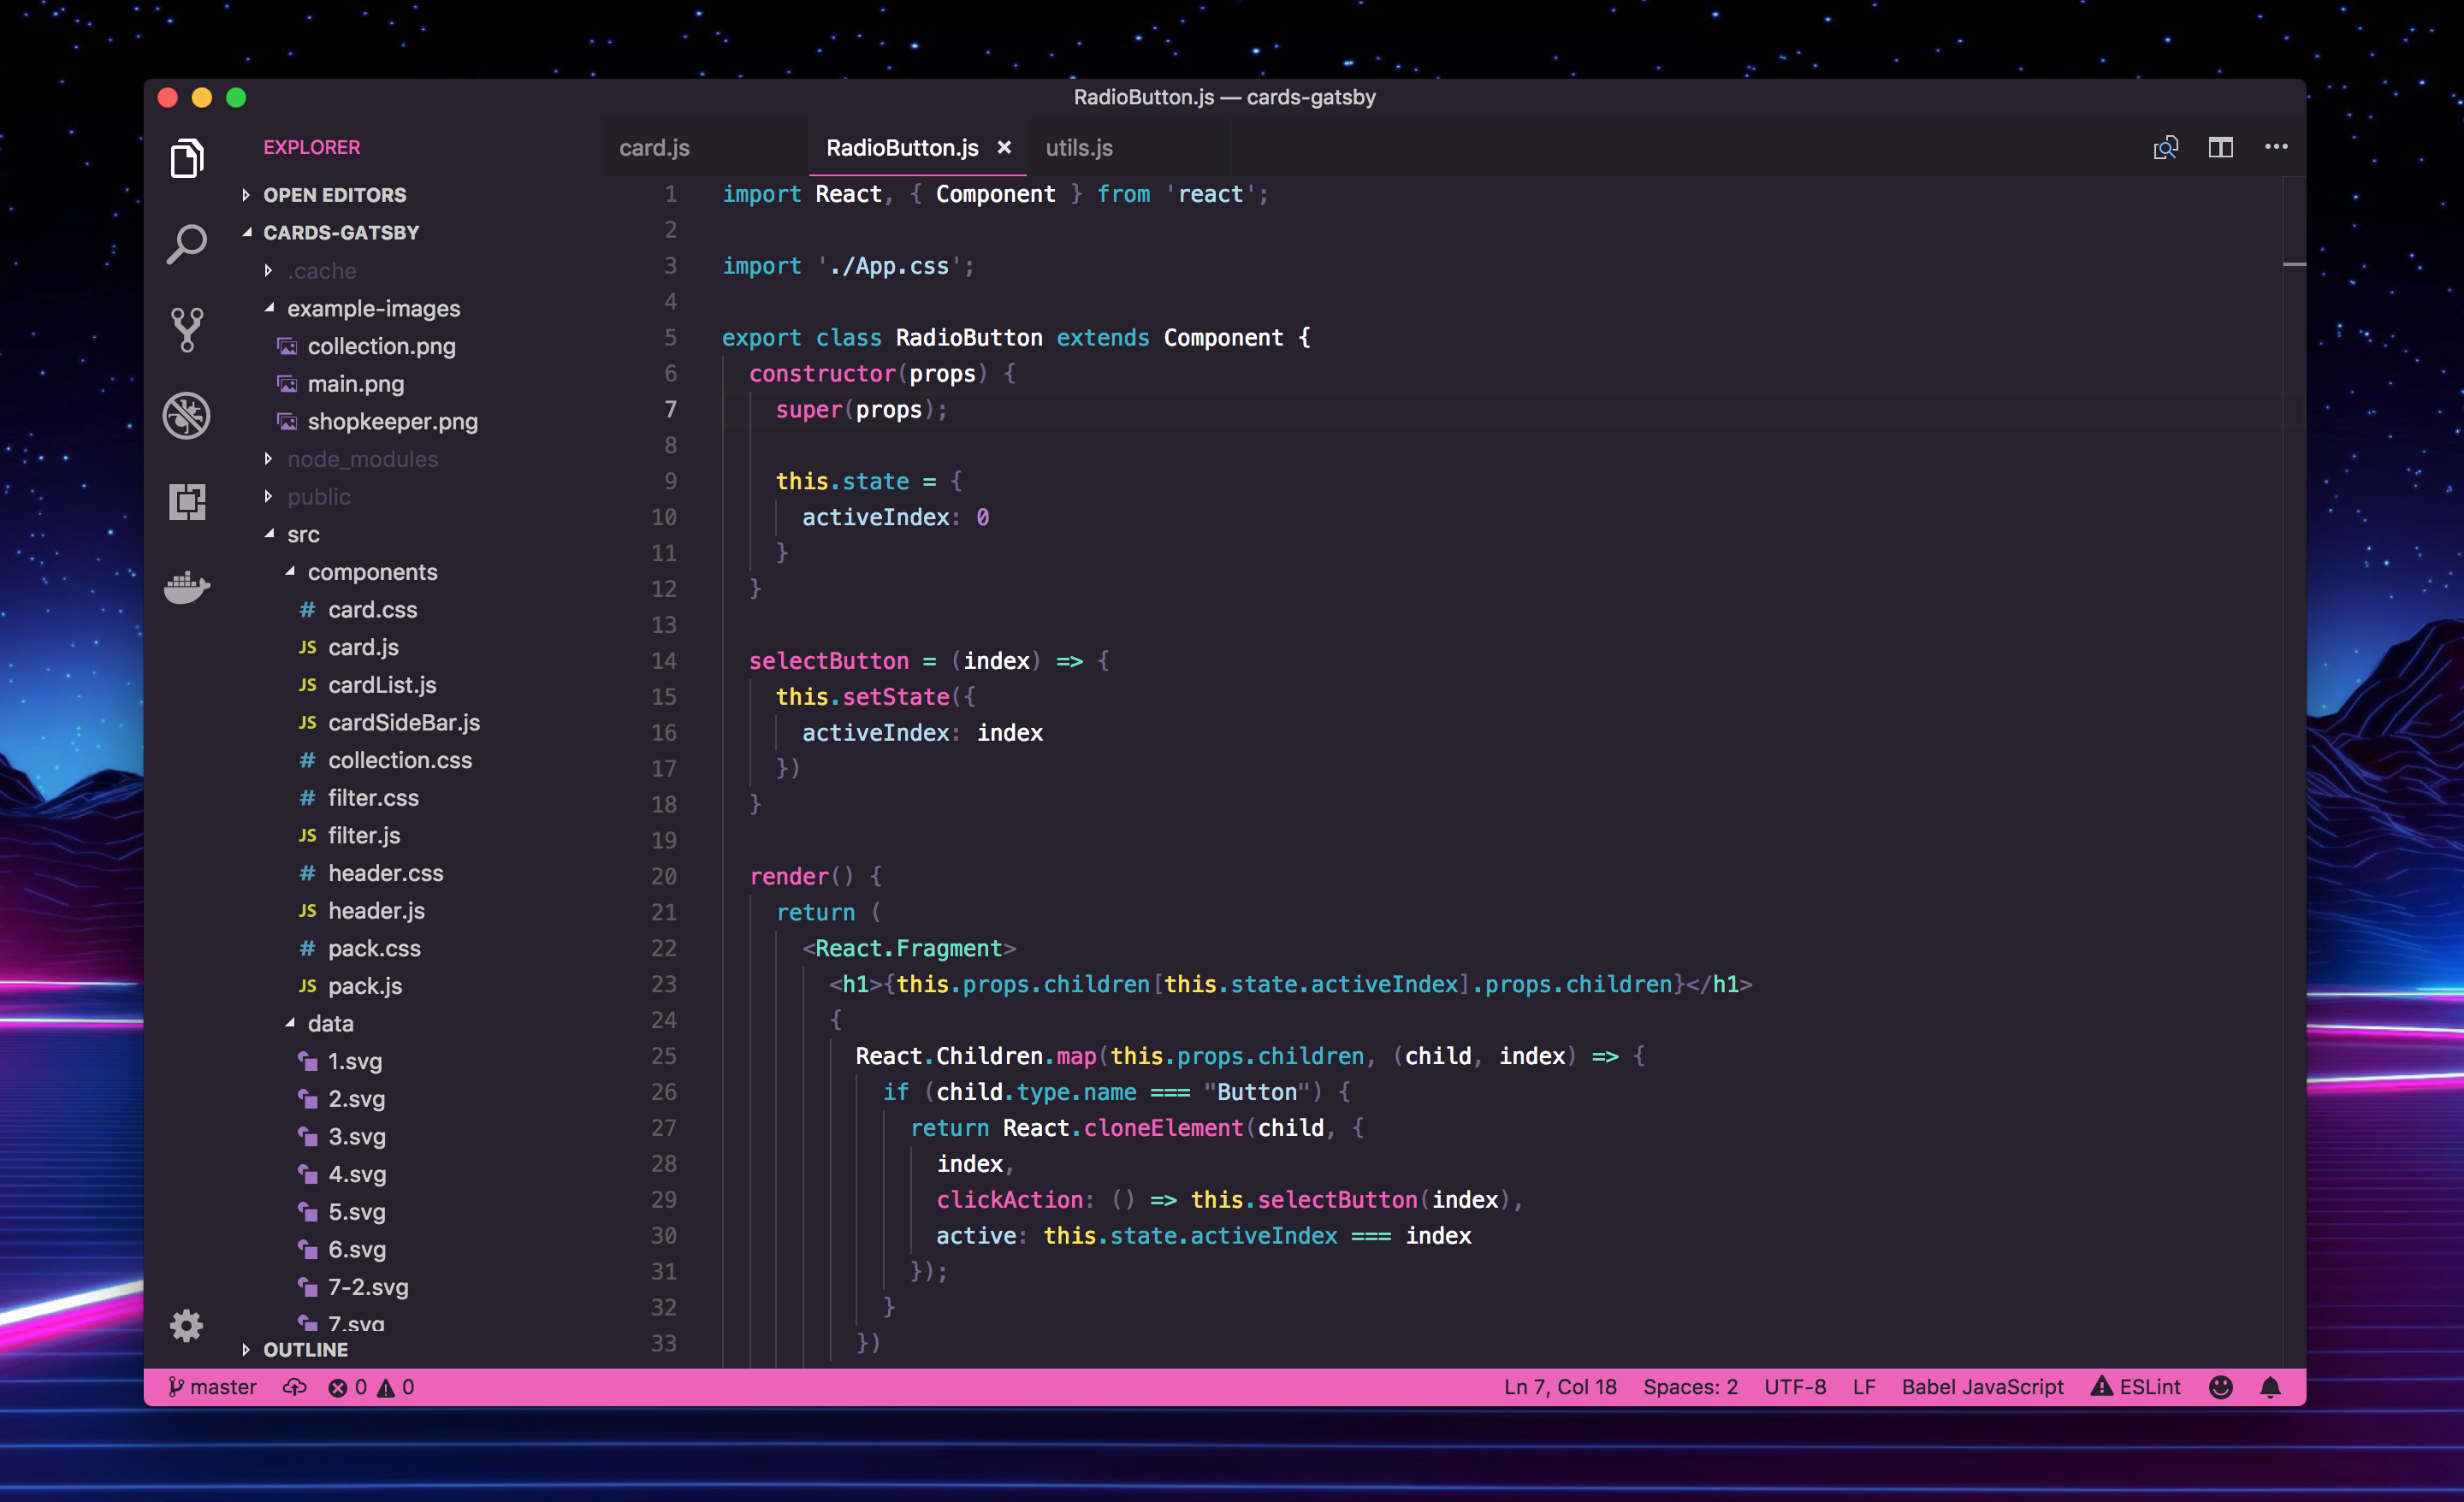 RadioButton.js — cards-gatsby
EXPLORER
OPEN EDITORS
CARDS-GATSBY
.cache
example-images
collection.png
main.png
shopkeeper.png
node_modules
public
src
components
card.css
card.js
cardList.js
cardSideBar.js
collection.css
filter.css
filter.js
header.css
header.js
pack.css
pack.js
data
1.svg
2.svg
3.svg
4.svg
5.svg
6.svg
7-2.svg
7.svg
OUTLINE
card.js RadioButton.js × utils.js
1 import React, { Component } from 'react';
2
3 import './App.css';
4
5 export class RadioButton extends Component {
6 constructor(props) {
7 super(props);
8
9 this.state = {
10 activeIndex: 0
11 }
12 }
13
14 selectButton = (index) => {
15 this.setState({
16 activeIndex: index
17 })
18 }
19
20 render() {
21 return (
22 <React.Fragment>
23 <h1>{this.props.children[this.state.activeIndex].props.children}</h1>
24 {
25 React.Children.map(this.props.children, (child, index) => {
26 if (child.type.name === "Button") {
27 return React.cloneElement(child, {
28 index,
29 clickAction: () => this.selectButton(index),
30 active: this.state.activeIndex === index
31 });
32 }
33 })
master 0 0 Ln 7, Col 18 Spaces: 2 UTF-8 LF Babel JavaScript ESLint